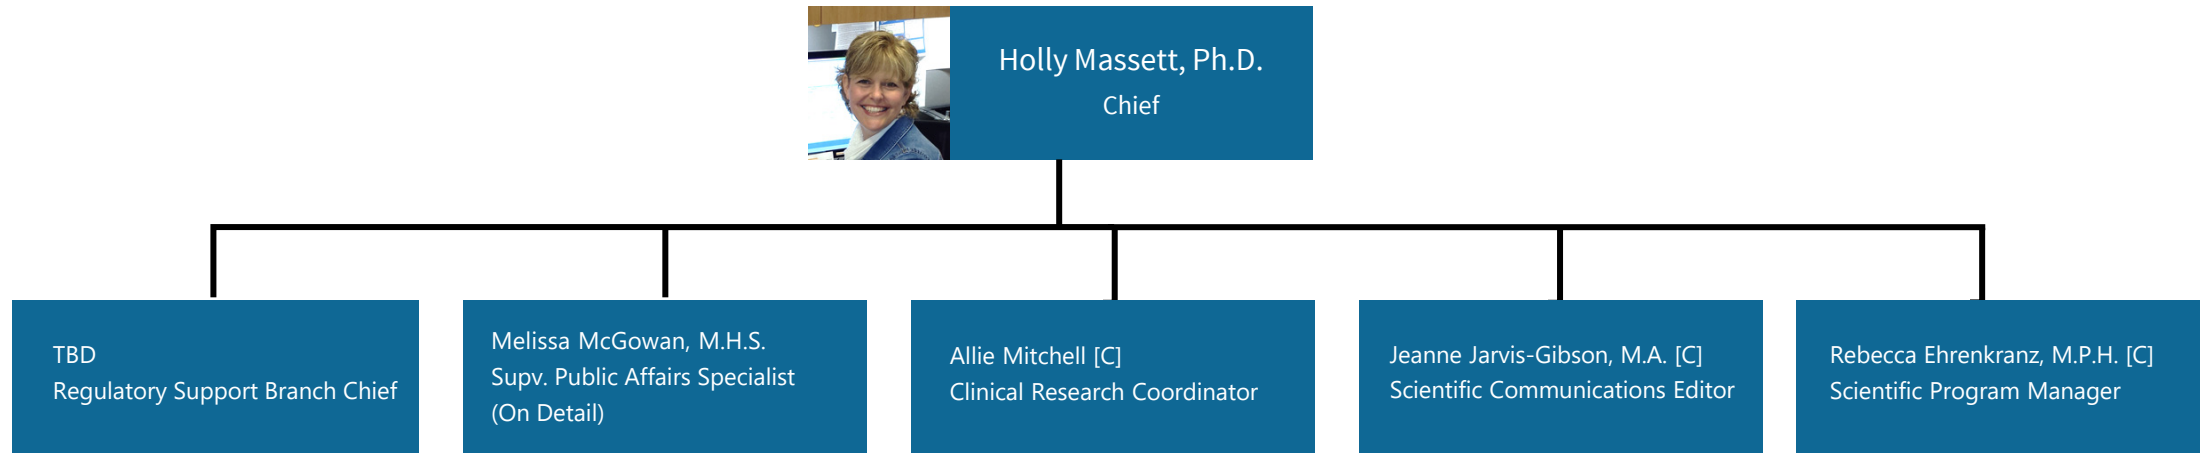 Holly Massett, Ph.D.
Chief
TBD
Regulatory Support Branch Chief
Melissa McGowan, M.H.S.
Supv. Public Affairs Specialist
(On Detail)
Allie Mitchell [C]
Clinical Research Coordinator
Jeanne Jarvis-Gibson, M.A. [C]
Scientific Communications Editor
Rebecca Ehrenkranz, M.P.H. [C]
Scientific Program Manager